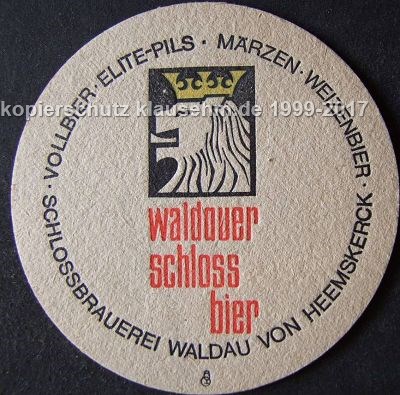 VOLLBIER · ELITE-PILS · MÄRZEN · WEIZENBIER ·
kopierschutz klausehm.de 1999-2017
waldauer
schloss
bier
SCHLOSSBRAUEREI WALDAU VON HEEMSKERCK ·